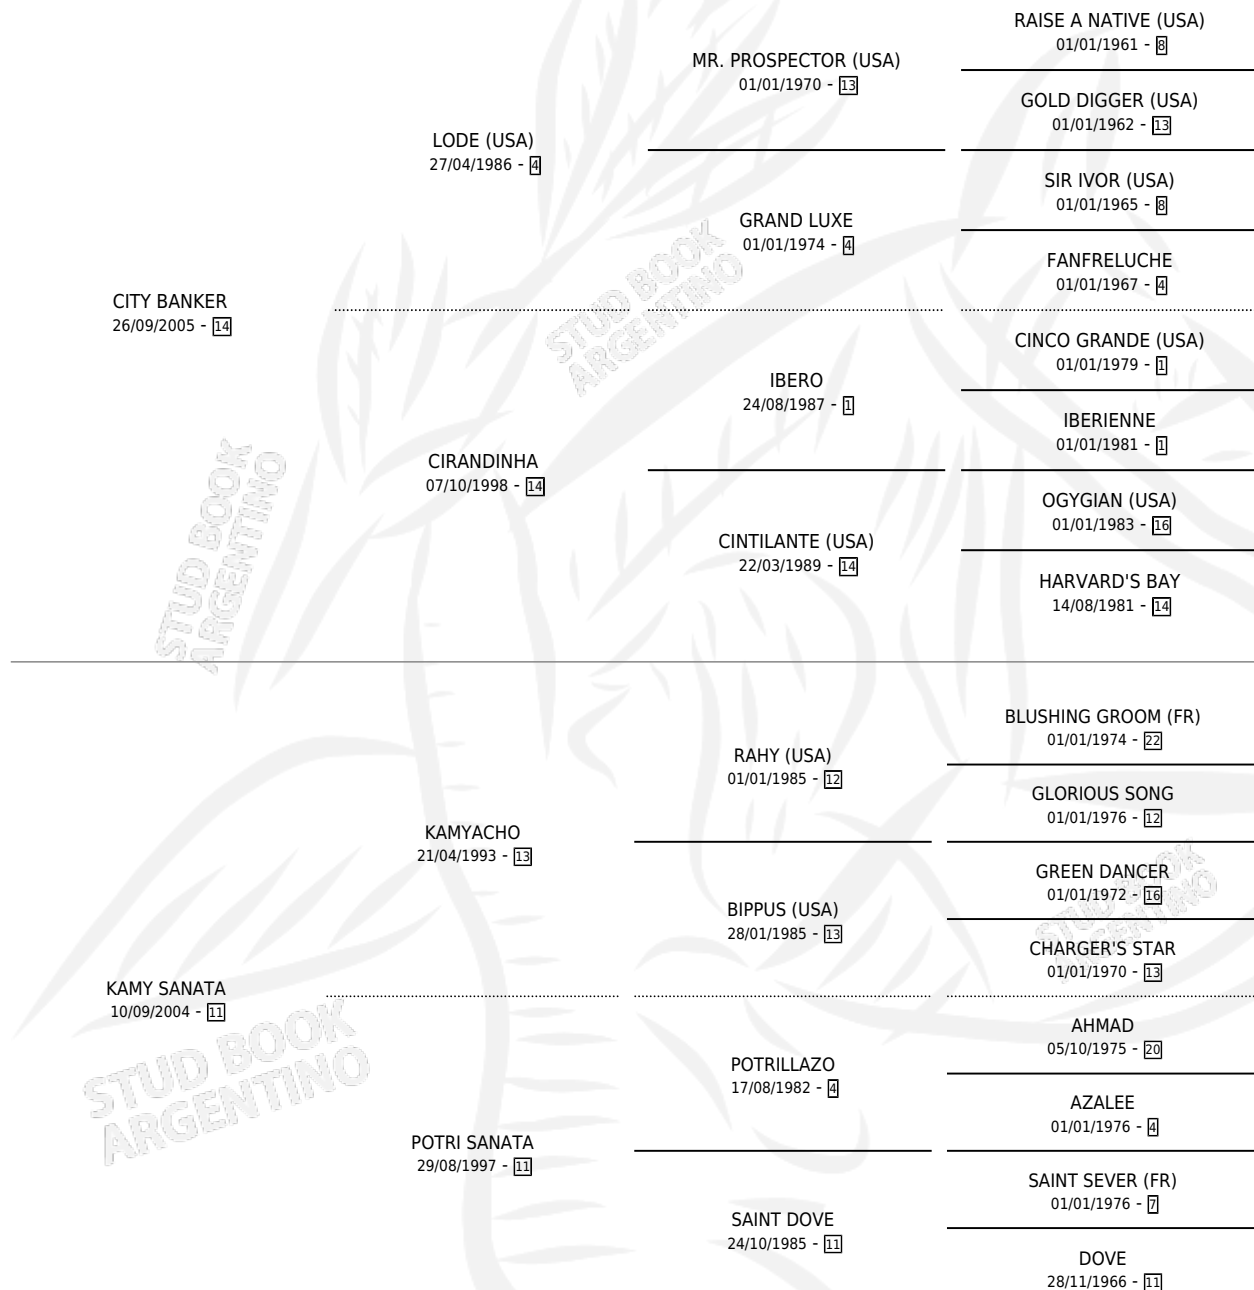 RAISE A NATIVE (USA)
01/01/1961 - 8
MR. PROSPECTOR (USA)
01/01/1970 - 13
GOLD DIGGER (USA)
01/01/1962 - 13
LODE (USA)
27/04/1986 - 4
SIR IVOR (USA)
01/01/1965 - 8
GRAND LUXE
01/01/1974 - 4
FANFRELUCHE
01/01/1967 - 4
CITY BANKER
26/09/2005 - 14
CINCO GRANDE (USA)
01/01/1979 - 1
IBERO
24/08/1987 - 1
IBERIENNE
01/01/1981 - 1
CIRANDINHA
07/10/1998 - 14
OGYGIAN (USA)
01/01/1983 - 16
CINTILANTE (USA)
22/03/1989 - 14
HARVARD'S BAY
14/08/1981 - 14
BLUSHING GROOM (FR)
01/01/1974 - 22
RAHY (USA)
01/01/1985 - 12
GLORIOUS SONG
01/01/1976 - 12
KAMYACHO
21/04/1993 - 13
GREEN DANCER
01/01/1972 - 16
BIPPUS (USA)
28/01/1985 - 13
CHARGER'S STAR
01/01/1970 - 13
KAMY SANATA
10/09/2004 - 11
AHMAD
05/10/1975 - 20
POTRILLAZO
17/08/1982 - 4
AZALEE
01/01/1976 - 4
POTRI SANATA
29/08/1997 - 11
SAINT SEVER (FR)
01/01/1976 - 7
SAINT DOVE
24/10/1985 - 11
DOVE
28/11/1966 - 11
STUD BOOK
ARGENTINO
STUD BOOK
ARGENTINO
STUD BOOK
ARGENTINO
STUD BOOK
ARGENTINO